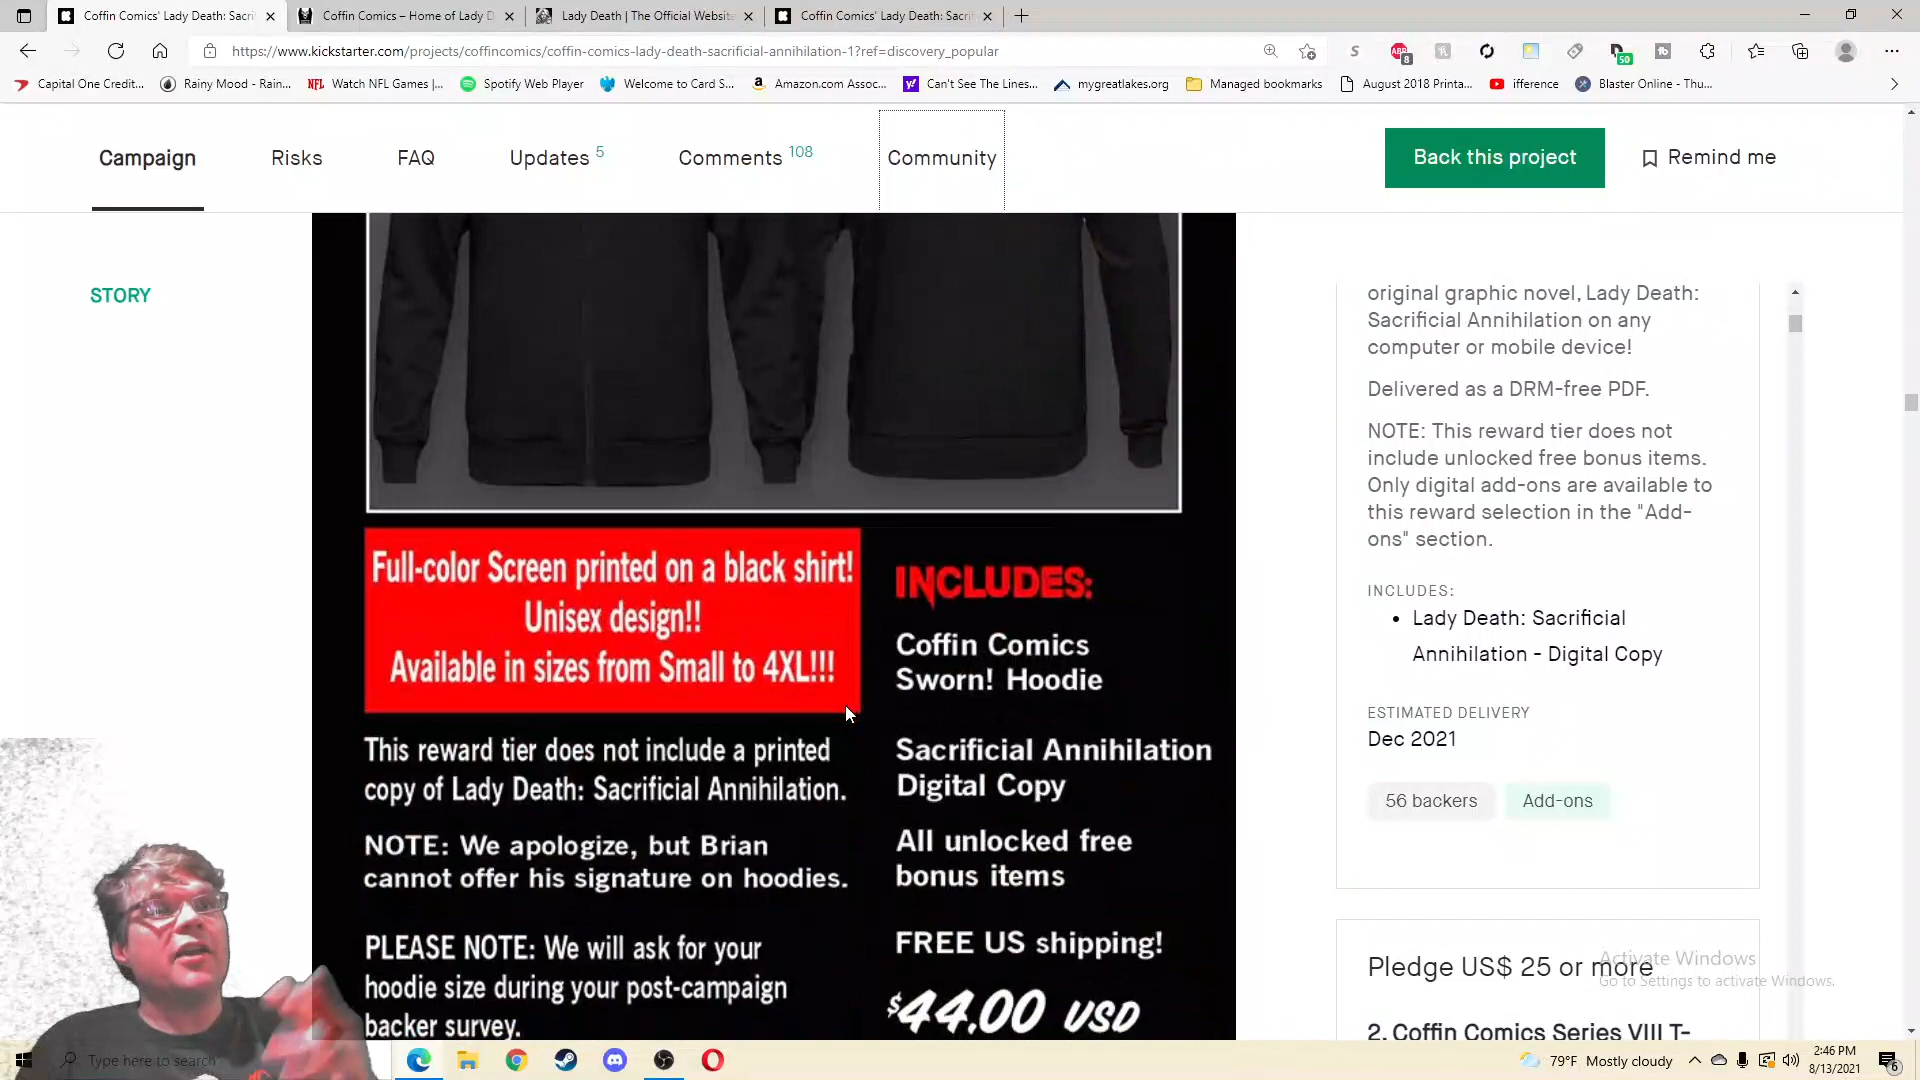 Coffin Comics' Lady Death: Sacri
Coffin Comics – Home of Lady D
Lady Death | The Official Website
Coffin Comics' Lady Death: Sacri
https://www.kickstarter.com/projects/coffincomics/coffin-comics-lady-death-sacrificial-annihilation-1?ref=discovery_popular
Capital One Credit...
Rainy Mood - Rain...
NFL
Watch NFL Games |...
Spotify Web Player
Welcome to Card S...
Amazon.com Assoc...
Can't See The Lines...
mygreatlakes.org
Managed bookmarks
August 2018 Printa...
ifference
Blaster Online - Thu...
Campaign
Risks
FAQ
Updates 5
Comments 108
Community
Back this project
Remind me
STORY
Full-color Screen printed on a black shirt!
Unisex design!!
Available in sizes from Small to 4XL!!!
This reward tier does not include a printed
copy of Lady Death: Sacrificial Annihilation.
NOTE: We apologize, but Brian
cannot offer his signature on hoodies.
PLEASE NOTE: We will ask for your
hoodie size during your post-campaign
backer survey.
INCLUDES:
Coffin Comics
Sworn! Hoodie
Sacrificial Annihilation
Digital Copy
All unlocked free
bonus items
FREE US shipping!
$44.00 USD
original graphic novel, Lady Death:
Sacrificial Annihilation on any
computer or mobile device!
Delivered as a DRM-free PDF.
NOTE: This reward tier does not
include unlocked free bonus items.
Only digital add-ons are available to
this reward selection in the "Add-
ons" section.
INCLUDES:
• Lady Death: Sacrificial
Annihilation - Digital Copy
ESTIMATED DELIVERY
Dec 2021
56 backers
Add-ons
Pledge US$ 25 or more
2. Coffin Comics Series VIII T-
Activate Windows
Go to Settings to activate Windows.
Type here to search
79°F Mostly cloudy
2:46 PM
8/13/2021